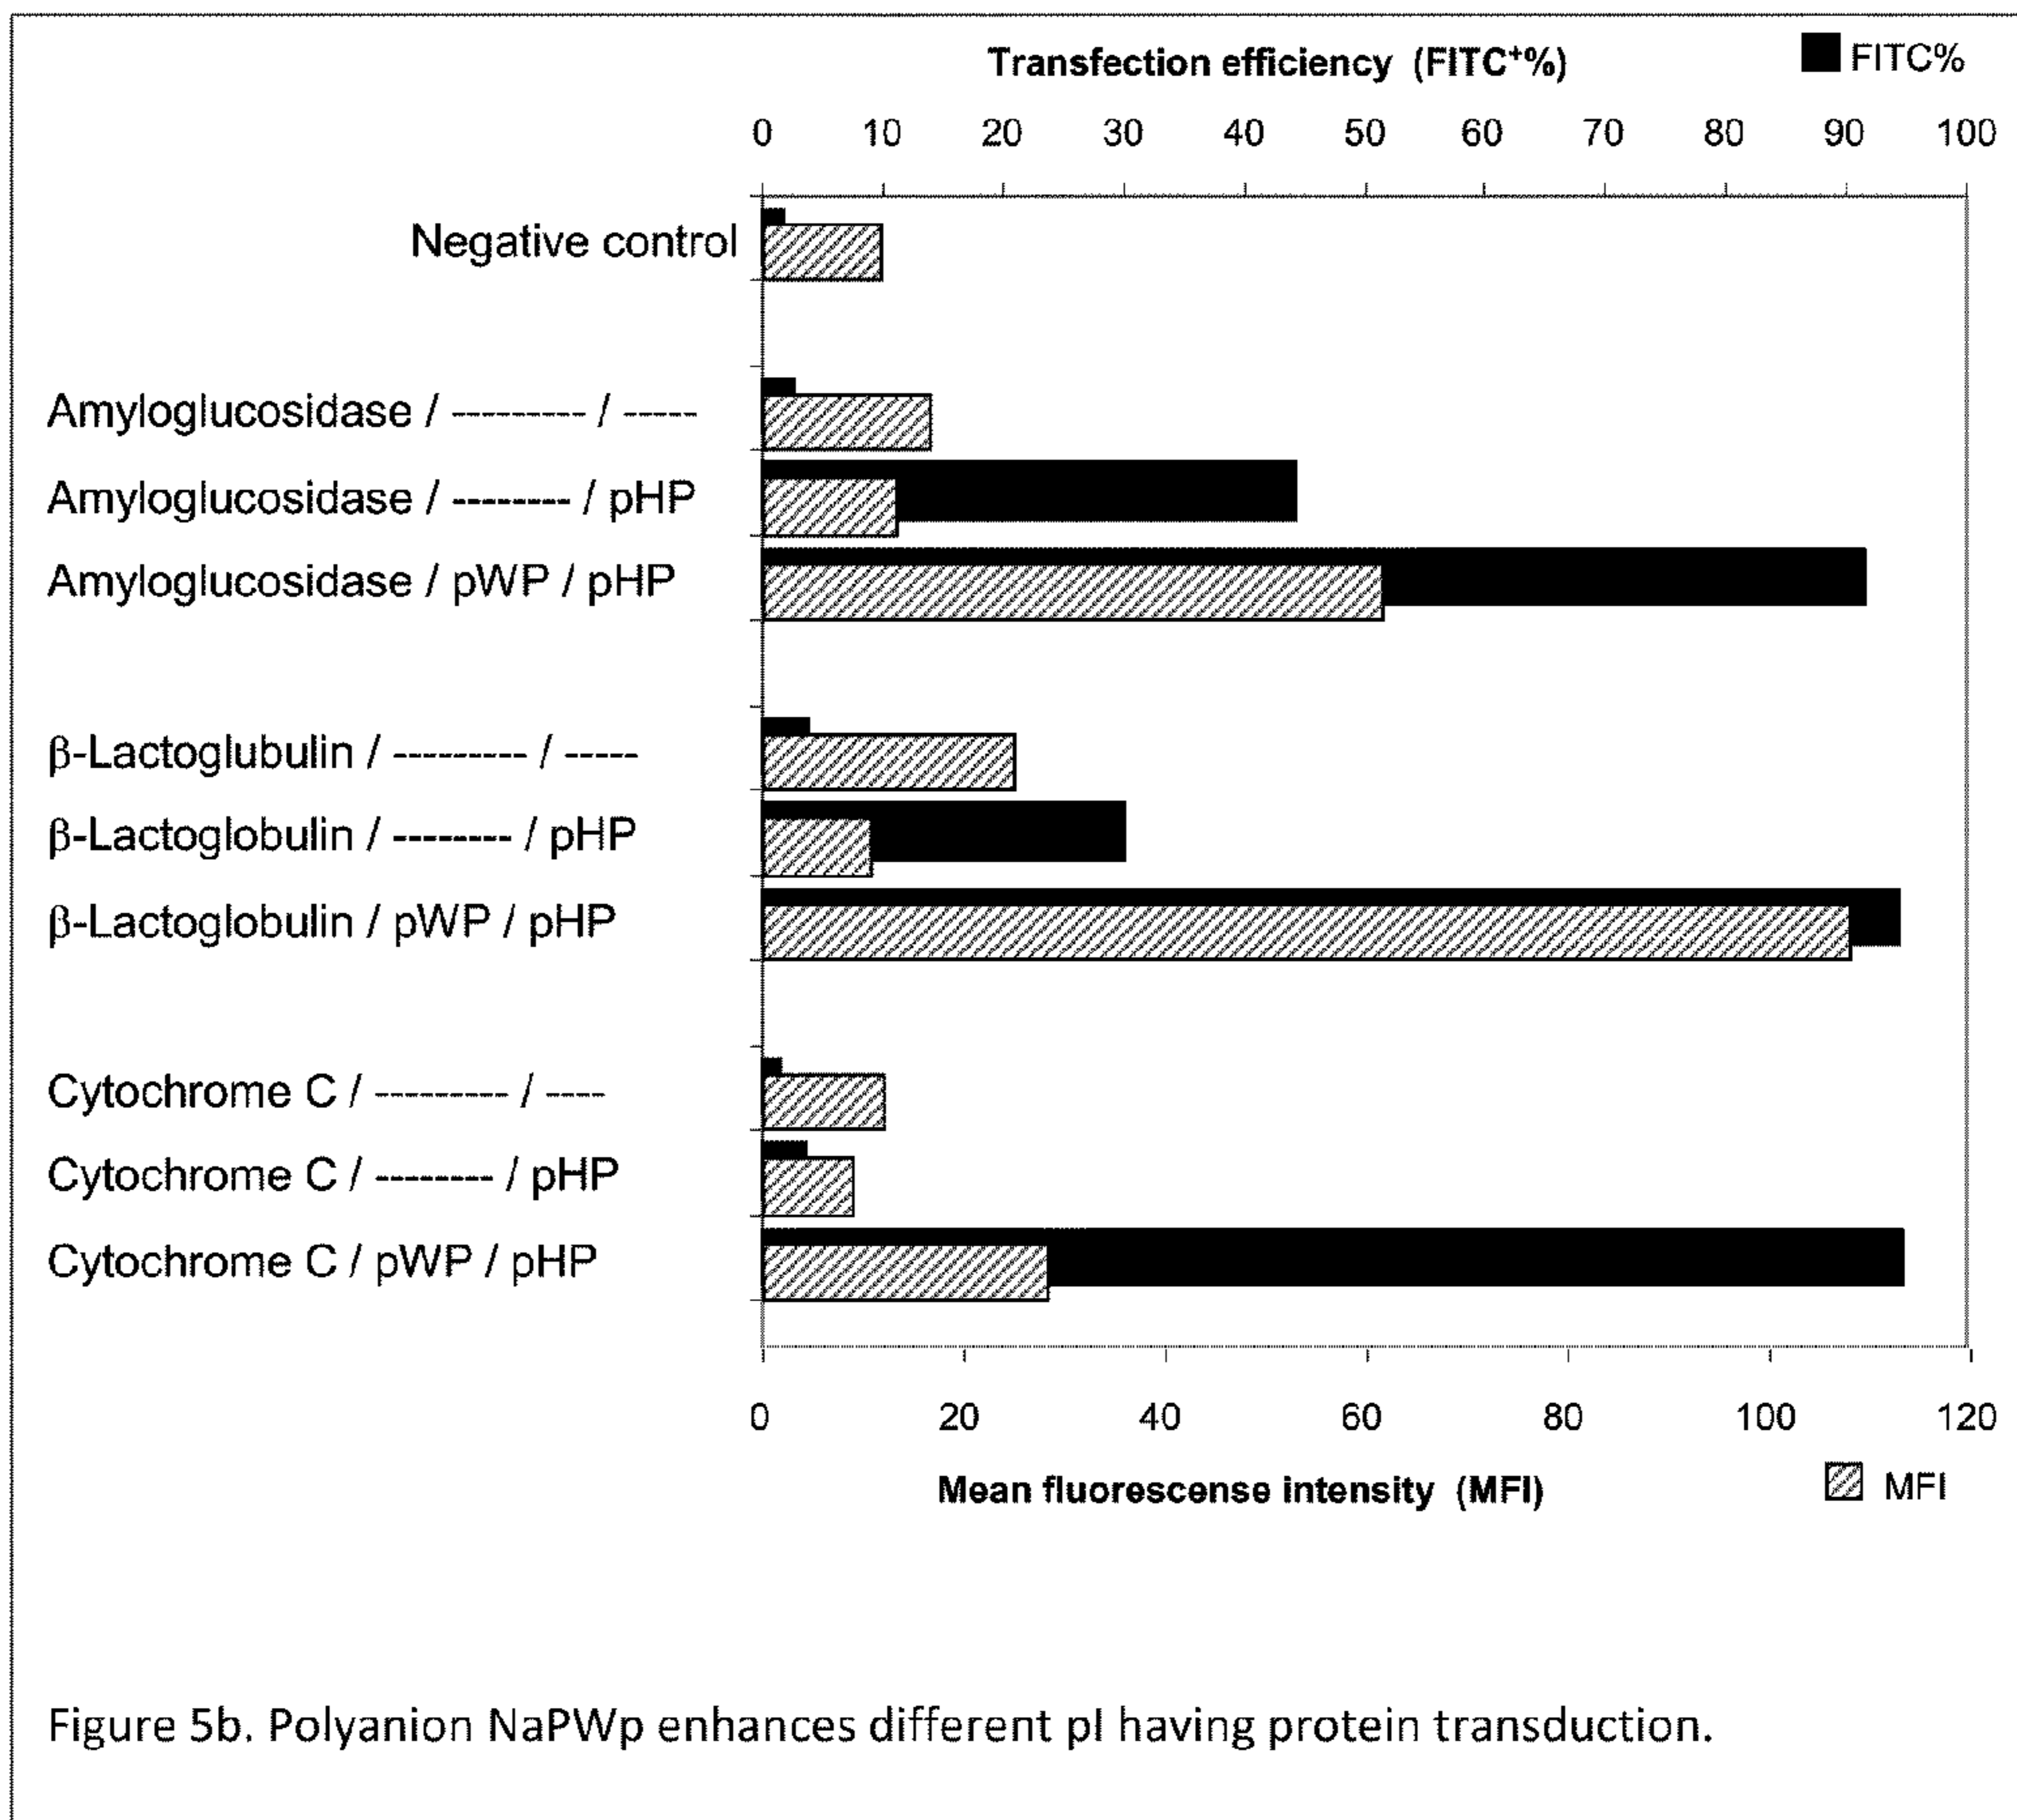 Transfection efficiency (FITC⁺%)
FITC%
0 10 20 30 40 50 60 70 80 90 100
Negative control
Amyloglucosidase / --------- / -----
Amyloglucosidase / -------- / pHP
Amyloglucosidase / pWP / pHP
β-Lactoglubulin / --------- / -----
β-Lactoglobulin / -------- / pHP
β-Lactoglobulin / pWP / pHP
Cytochrome C / --------- / ----
Cytochrome C / -------- / pHP
Cytochrome C / pWP / pHP
0 20 40 60 80 100 120
Mean fluorescense intensity (MFI)
MFI
Figure 5b. Polyanion NaPWp enhances different pI having protein transduction.